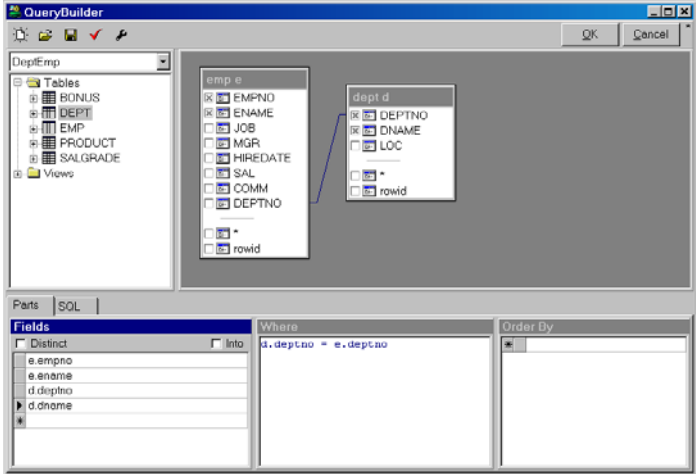 QueryBuilder
OK
Cancel
DeptEmp
Tables
BONUS
DEPT
EMP
PRODUCT
SALGRADE
Views
emp e
EMPNO
ENAME
JOB
MGR
HIREDATE
SAL
COMM
DEPTNO
*
rowid
dept d
DEPTNO
DNAME
LOC
*
rowid
Parts
SQL
Fields
Distinct
Into
e.empno
e.ename
d.deptno
d.dname
*
Where
d.deptno = e.deptno
Order By
*